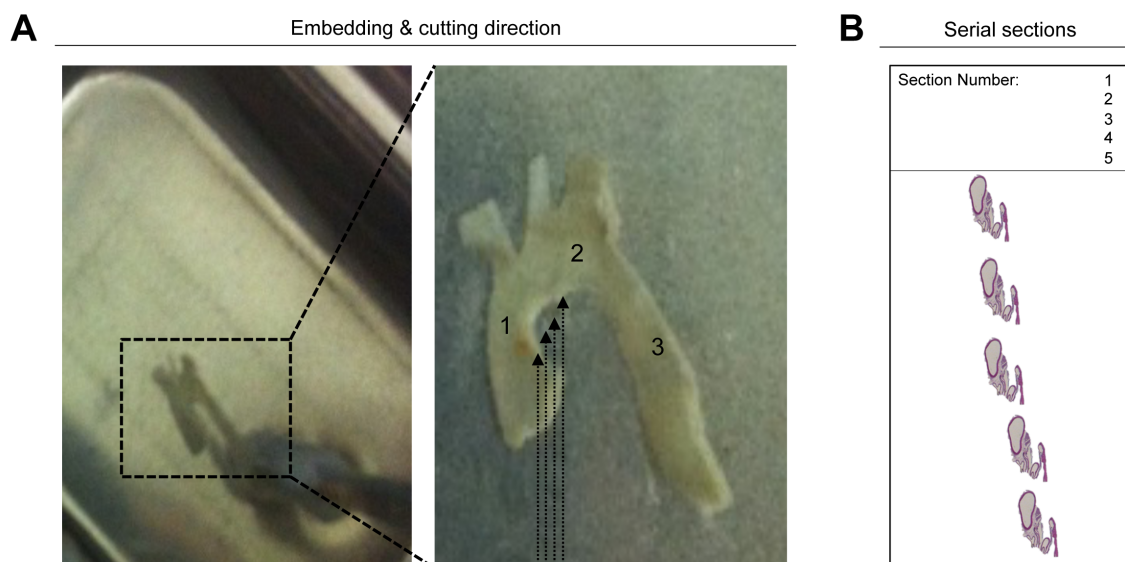 A
Embedding & cutting direction
1
2
3
B
Serial sections
Section Number:
1
2
3
4
5